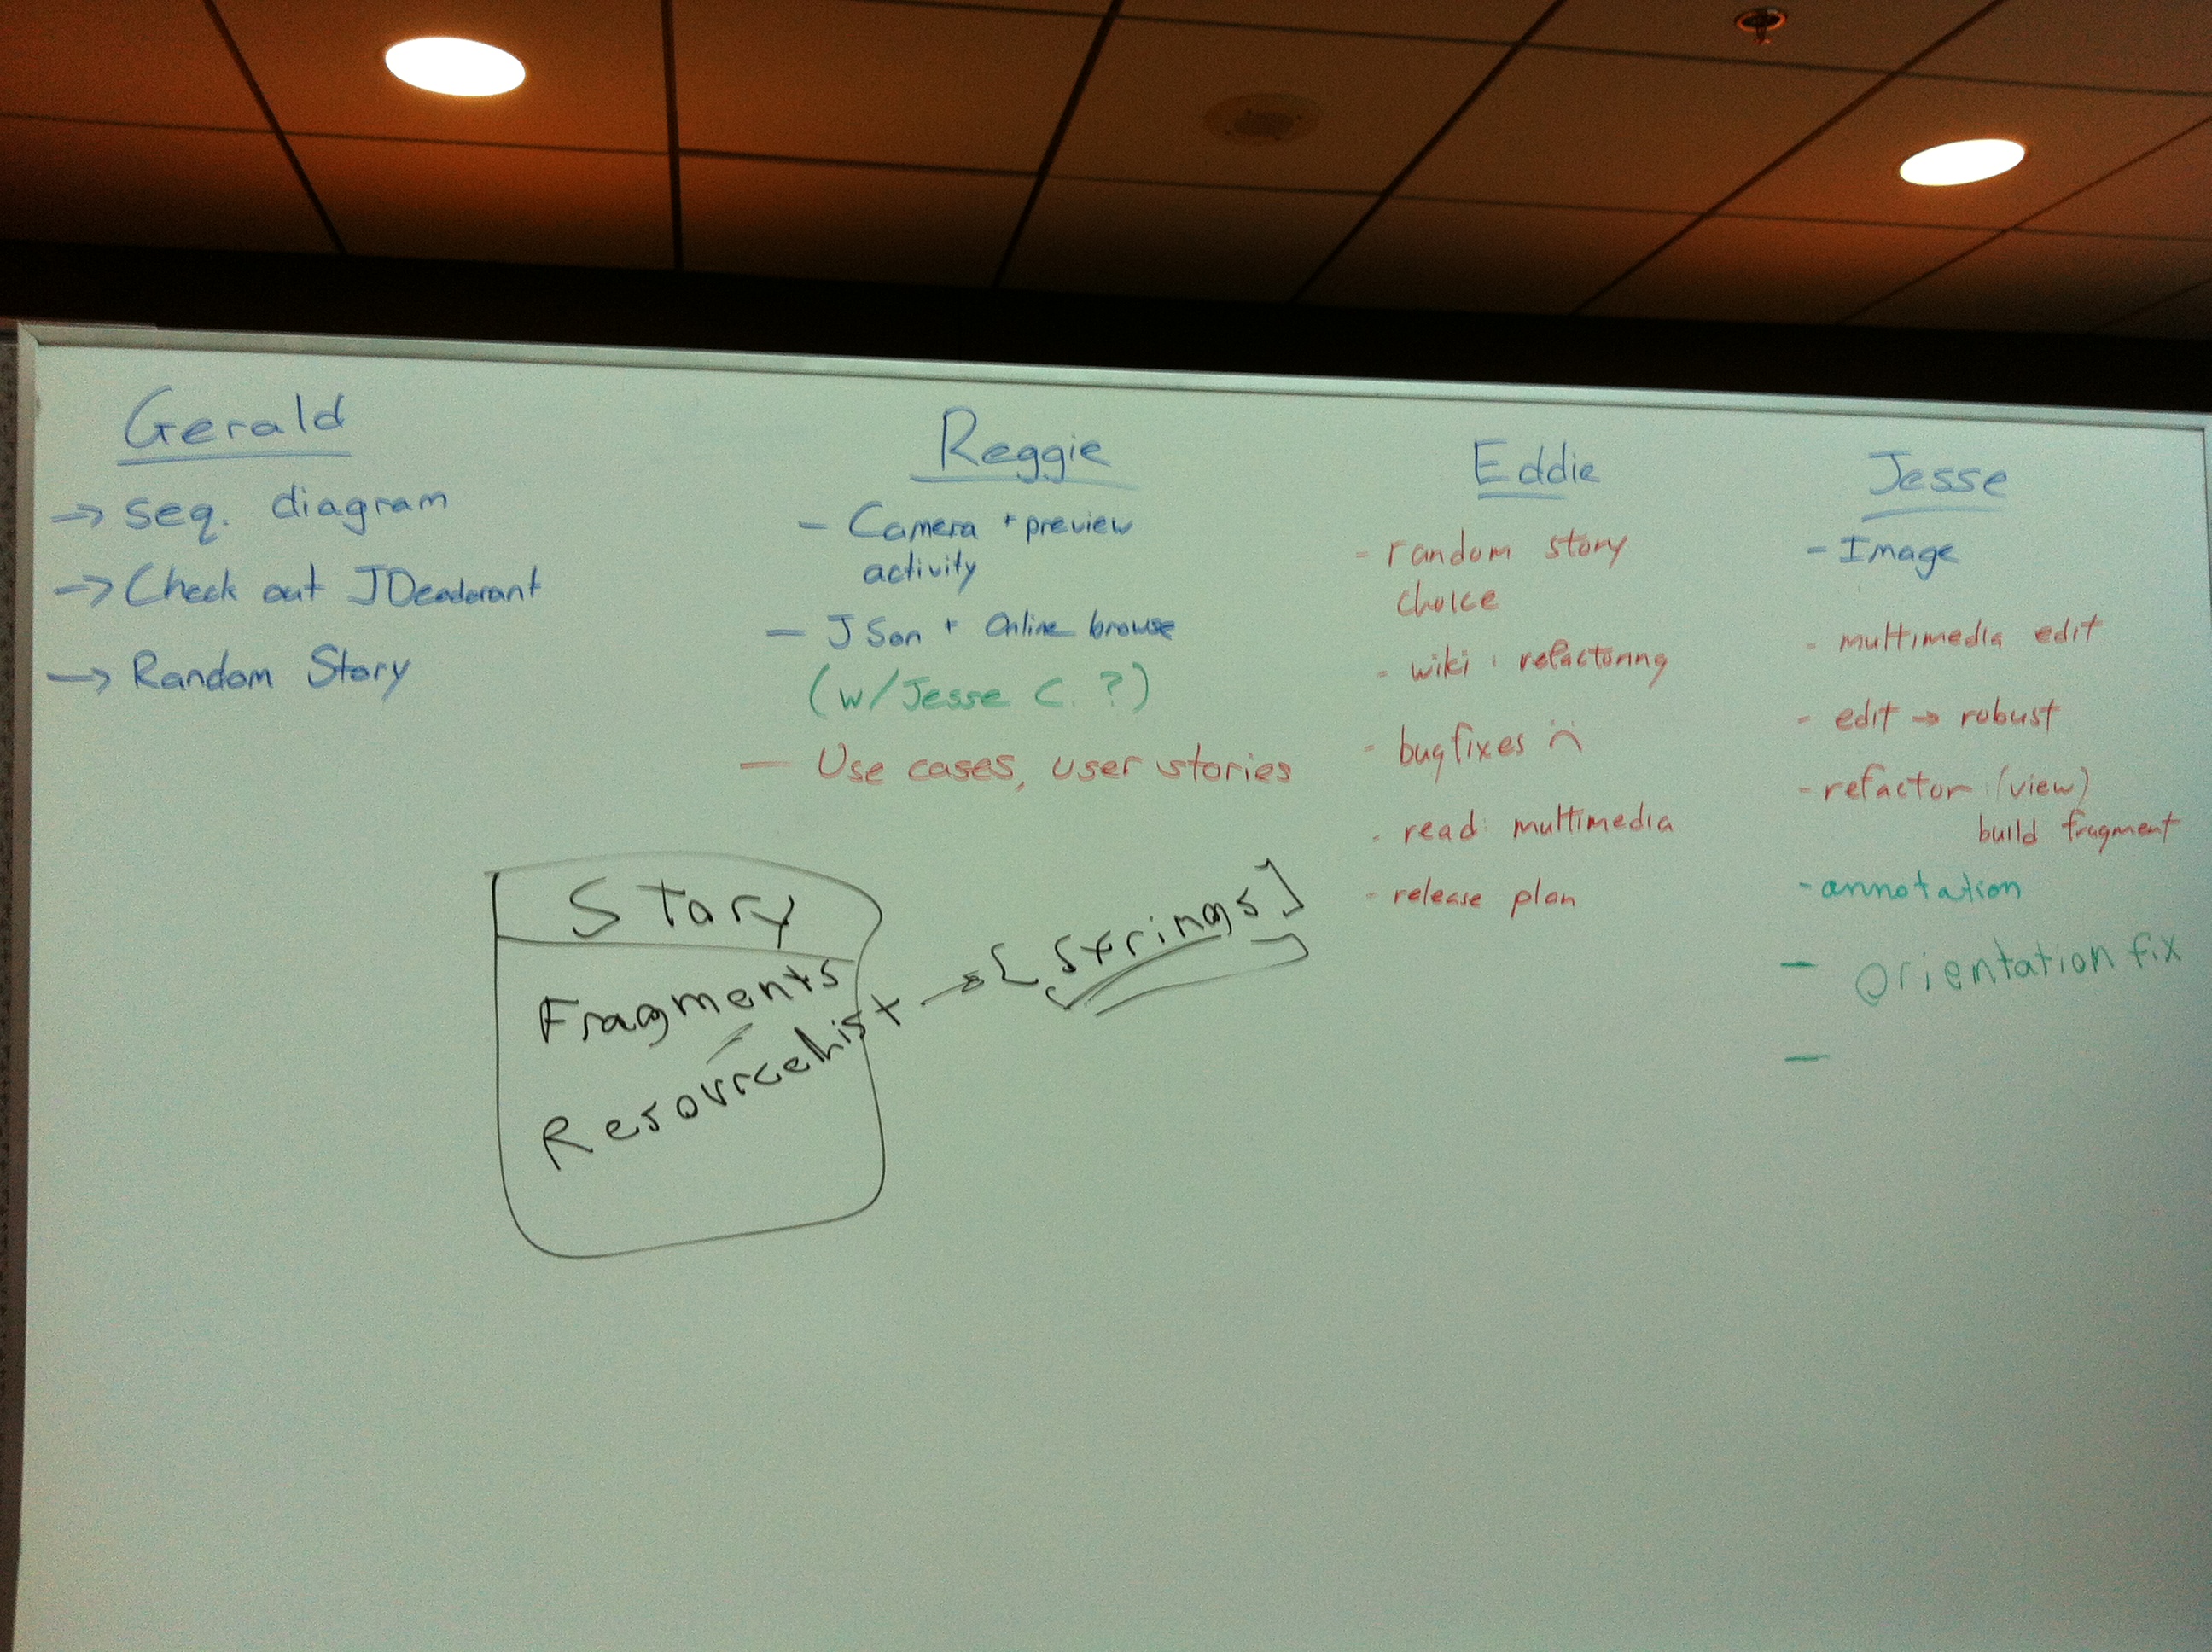 Gerald
→ seq. diagram
→ Check out JDeodorant
→ Random Story
Reggie
- Camera + preview
activity
- JSon + Online browse
(w/Jesse C. ?)
- Use cases, user stories
Eddie
- random story
choice
- wiki : refactoring
- bugfixes :(
- read: multimedia
- release plan
Jesse
- Image
- multimedia edit
- edit → robust
- refactor: (view)
build fragment
- annotation
- Orientation fix
-
Story
Fragments
ResourceList → [Strings]